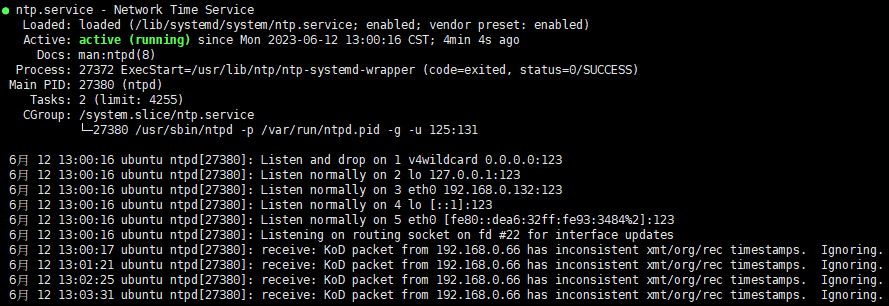 ● ntp.service - Network Time Service
   Loaded: loaded (/lib/systemd/system/ntp.service; enabled; vendor preset: enabled)
   Active: active (running) since Mon 2023-06-12 13:00:16 CST; 4min 4s ago
     Docs: man:ntpd(8)
  Process: 27372 ExecStart=/usr/lib/ntp/ntp-systemd-wrapper (code=exited, status=0/SUCCESS)
 Main PID: 27380 (ntpd)
    Tasks: 2 (limit: 4255)
   CGroup: /system.slice/ntp.service
           └─27380 /usr/sbin/ntpd -p /var/run/ntpd.pid -g -u 125:131

 6月 12 13:00:16 ubuntu ntpd[27380]: Listen and drop on 1 v4wildcard 0.0.0.0:123
 6月 12 13:00:16 ubuntu ntpd[27380]: Listen normally on 2 lo 127.0.0.1:123
 6月 12 13:00:16 ubuntu ntpd[27380]: Listen normally on 3 eth0 192.168.0.132:123
 6月 12 13:00:16 ubuntu ntpd[27380]: Listen normally on 4 lo [::1]:123
 6月 12 13:00:16 ubuntu ntpd[27380]: Listen normally on 5 eth0 [fe80::dea6:32ff:fe93:3484%2]:123
 6月 12 13:00:16 ubuntu ntpd[27380]: Listening on routing socket on fd #22 for interface updates
 6月 12 13:00:17 ubuntu ntpd[27380]: receive: KoD packet from 192.168.0.66 has inconsistent xmt/org/rec timestamps.  Ignoring.
 6月 12 13:01:21 ubuntu ntpd[27380]: receive: KoD packet from 192.168.0.66 has inconsistent xmt/org/rec timestamps.  Ignoring.
 6月 12 13:02:25 ubuntu ntpd[27380]: receive: KoD packet from 192.168.0.66 has inconsistent xmt/org/rec timestamps.  Ignoring.
 6月 12 13:03:31 ubuntu ntpd[27380]: receive: KoD packet from 192.168.0.66 has inconsistent xmt/org/rec timestamps.  Ignoring.